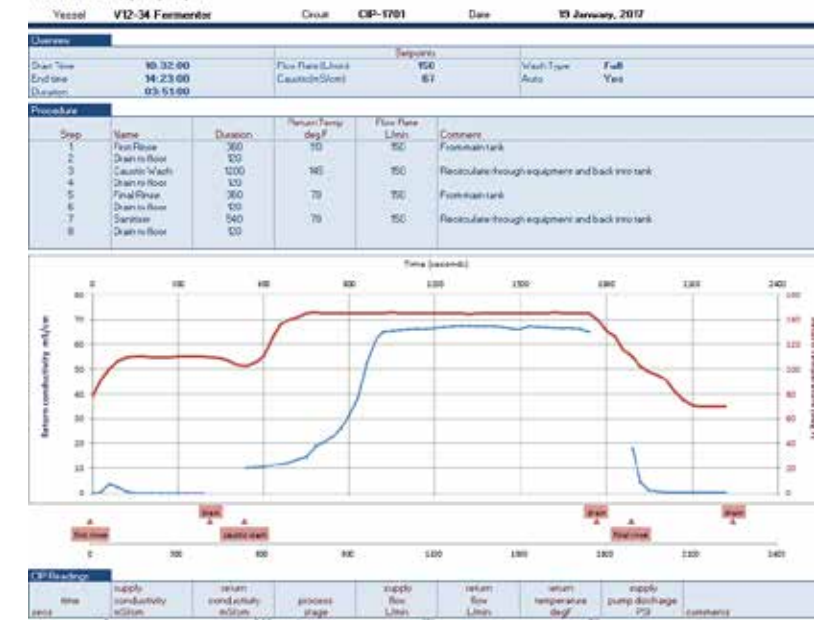 Vessel V12-34 Fermentor Circuit CIP-1701 Date 19 January, 2017
Overview
Setpoints
Start Time 10:32:00 Flow Rate (L/min) 150 Wash Type Full
End time 14:23:00 Caustic(mS/cm) 67 Auto Yes
Duration 03:51:00
Procedure
Return Temp Flow Rate
Step Name Duration deg F L/min Comment
1 First Rinse 360 110 150 From main tank
2 Drain to floor 120
3 Caustic Wash 1200 145 150 Recirculate through equipment and back into tank
4 Drain to floor 120
5 Final Rinse 360 70 150 From main tank
6 Drain to floor 120
7 Sanitiser 540 70 150 Recirculate through equipment and back into tank
8 Drain to floor 120
Time (seconds)
0 300 600 900 1200 1500 1800 2100 2400
Return conductivity mS/cm
80 70 60 50 40 30 20 10 0
160 140 120 100 80 60 40 20 0
drain drain drain
first rinse caustic start final rinse
0 300 600 900 1200 1500 1800 2100 2400
CIP Readings
supply return supply return return supply
time conductivity conductivity process flow flow temperature pump discharge
secs mS/cm mS/cm stage L/min L/min degF PSI comments